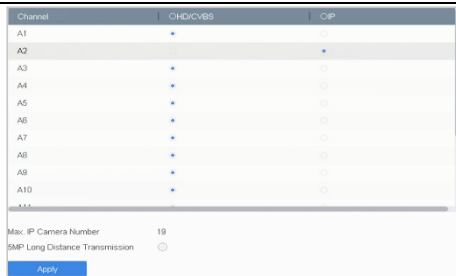 Channel HD/CVBS IP
A1
A2
A3
A4
A5
A6
A7
A8
A9
A10
Max. IP Camera Number 19
5MP Long Distance Transmission
Apply